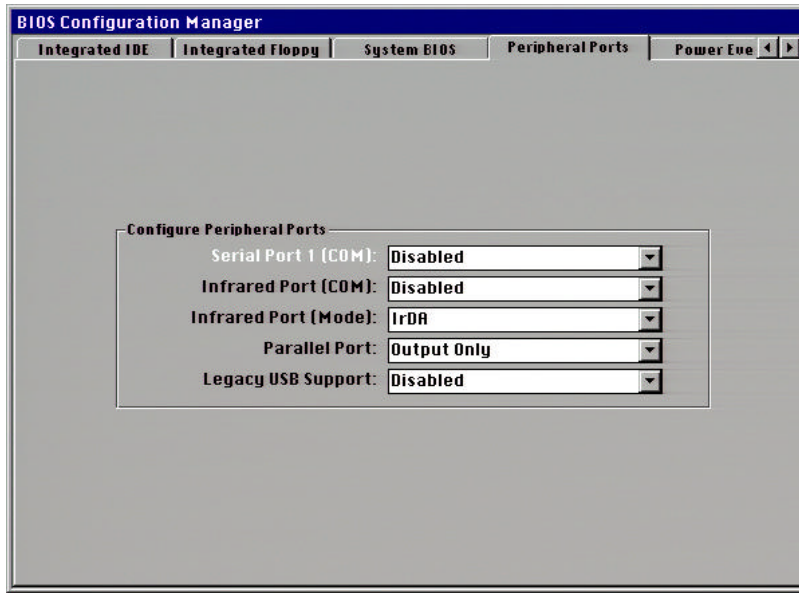 BIOS Configuration Manager
Integrated IDE Integrated Floppy System BIOS Peripheral Ports Power Eve
Configure Peripheral Ports
Serial Port 1 (COM): Disabled
Infrared Port (COM): Disabled
Infrared Port (Mode): IrDA
Parallel Port: Output Only
Legacy USB Support: Disabled